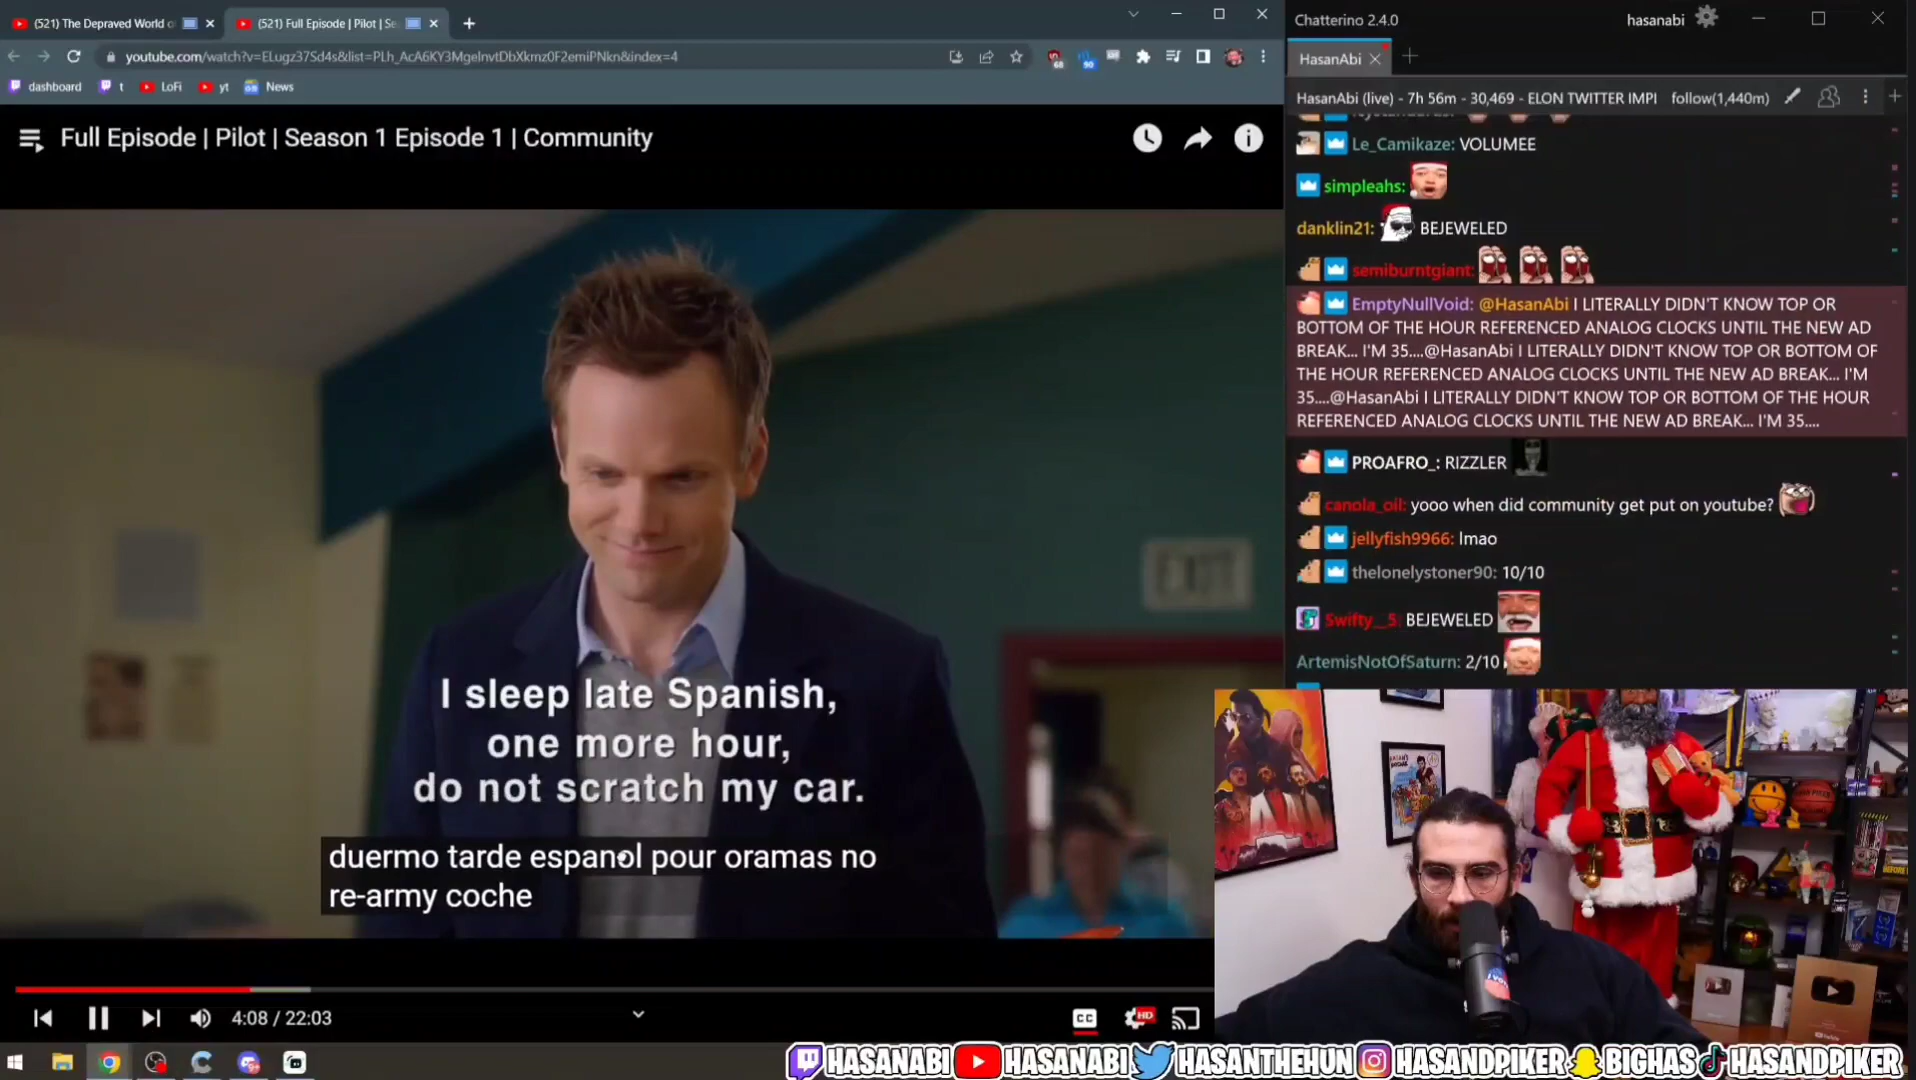 (521) The Depraved World o
(521) Full Episode | Pilot | Se
youtube.com/watch?v=ELugz37Sd4s&list=PLh_AcA6KY3MgelnvtDbXkmz0F2emiPNkn&index=4
68
90
dashboard
t
LoFi
yt
News
Full Episode | Pilot | Season 1 Episode 1 | Community
EXIT
I sleep late Spanish,
one more hour,
do not scratch my car.
duermo tarde espanol pour oramas no
re-army coche
4:08 / 22:03
CC
HD
Chatterino 2.4.0
hasanabi
HasanAbi
HasanAbi (live) - 7h 56m - 30,469 - ELON TWITTER IMPI
follow(1,440m)
Le_Camikaze: VOLUMEE
simpleahs:
danklin21: BEJEWELED
semiburntgiant:
EmptyNullVoid: @HasanAbi I LITERALLY DIDN'T KNOW TOP OR
BOTTOM OF THE HOUR REFERENCED ANALOG CLOCKS UNTIL THE NEW AD
BREAK... I'M 35....@HasanAbi I LITERALLY DIDN'T KNOW TOP OR BOTTOM OF
THE HOUR REFERENCED ANALOG CLOCKS UNTIL THE NEW AD BREAK... I'M
35....@HasanAbi I LITERALLY DIDN'T KNOW TOP OR BOTTOM OF THE HOUR
REFERENCED ANALOG CLOCKS UNTIL THE NEW AD BREAK... I'M 35....
PROAFRO_: RIZZLER
canola_oil: yooo when did community get put on youtube?
jellyfish9966: lmao
thelonelystoner90: 10/10
Swifty__5: BEJEWELED
ArtemisNotOfSaturn: 2/10
HASANABI HASANABI HASANTHEHUN HASANDPIKER BIGHAS HASANDPIKER